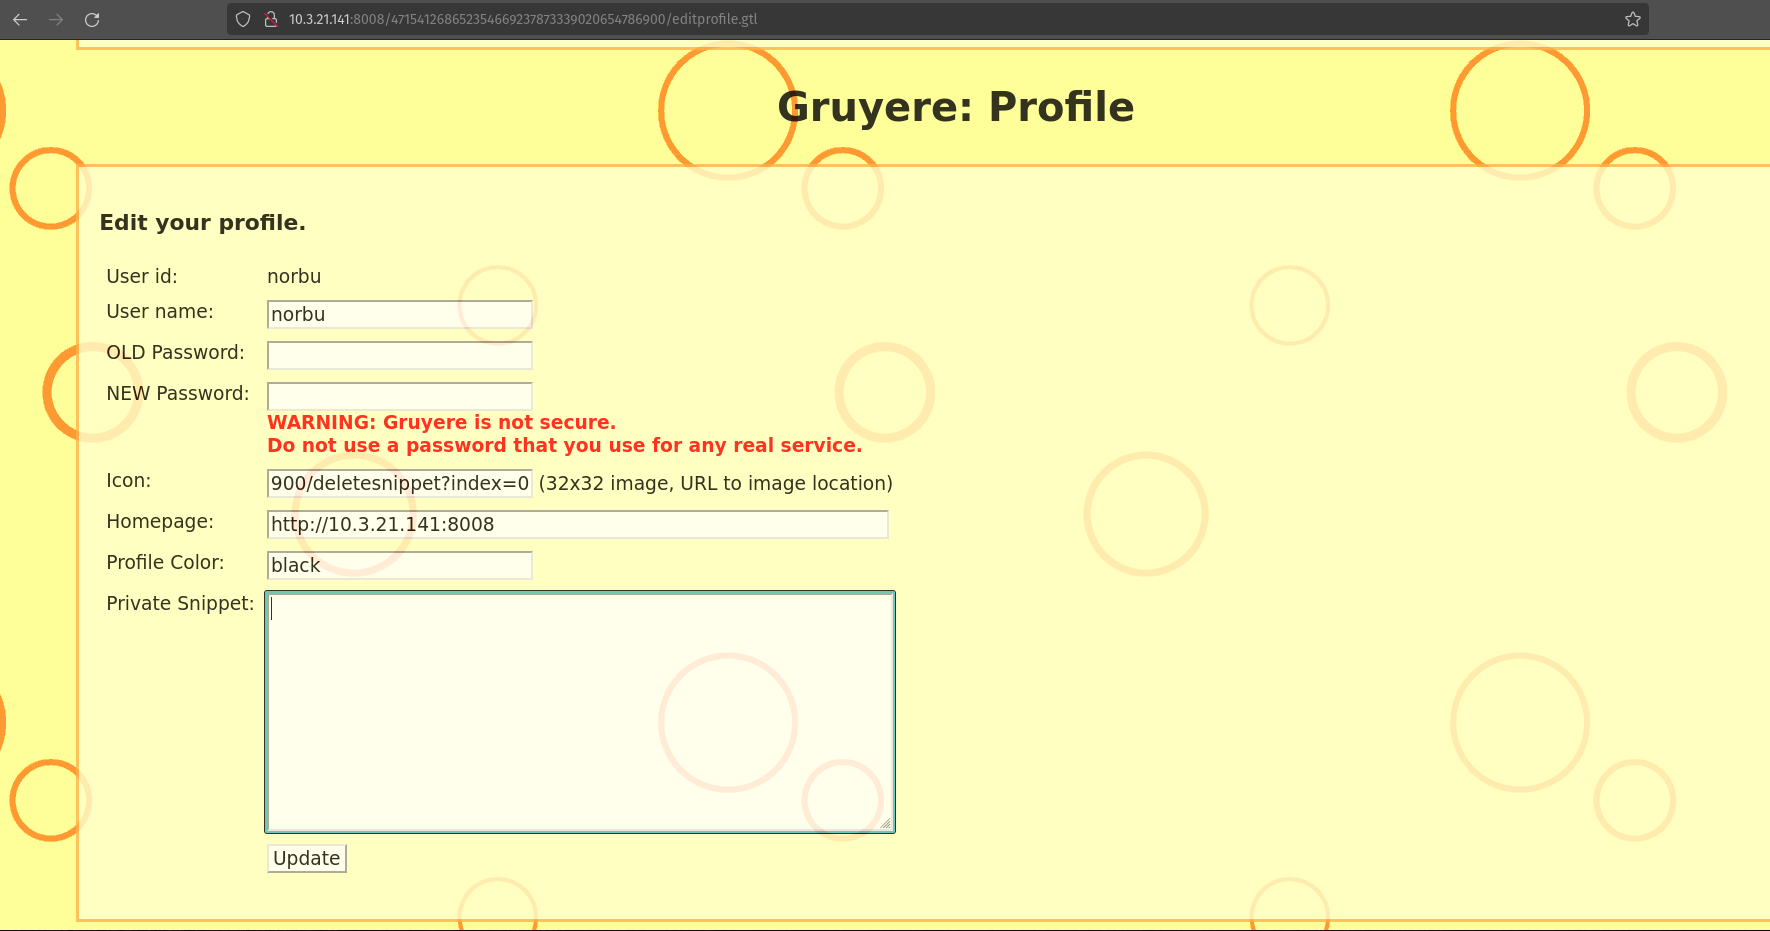 10.3.21.141:8008/471541268652354669237873339020654786900/editprofile.gtl
Gruyere: Profile
Edit your profile.
User id: norbu
User name: norbu
OLD Password:
NEW Password:
WARNING: Gruyere is not secure.
Do not use a password that you use for any real service.
Icon: 900/deletesnippet?index=0 (32x32 image, URL to image location)
Homepage: http://10.3.21.141:8008
Profile Color: black
Private Snippet:
Update